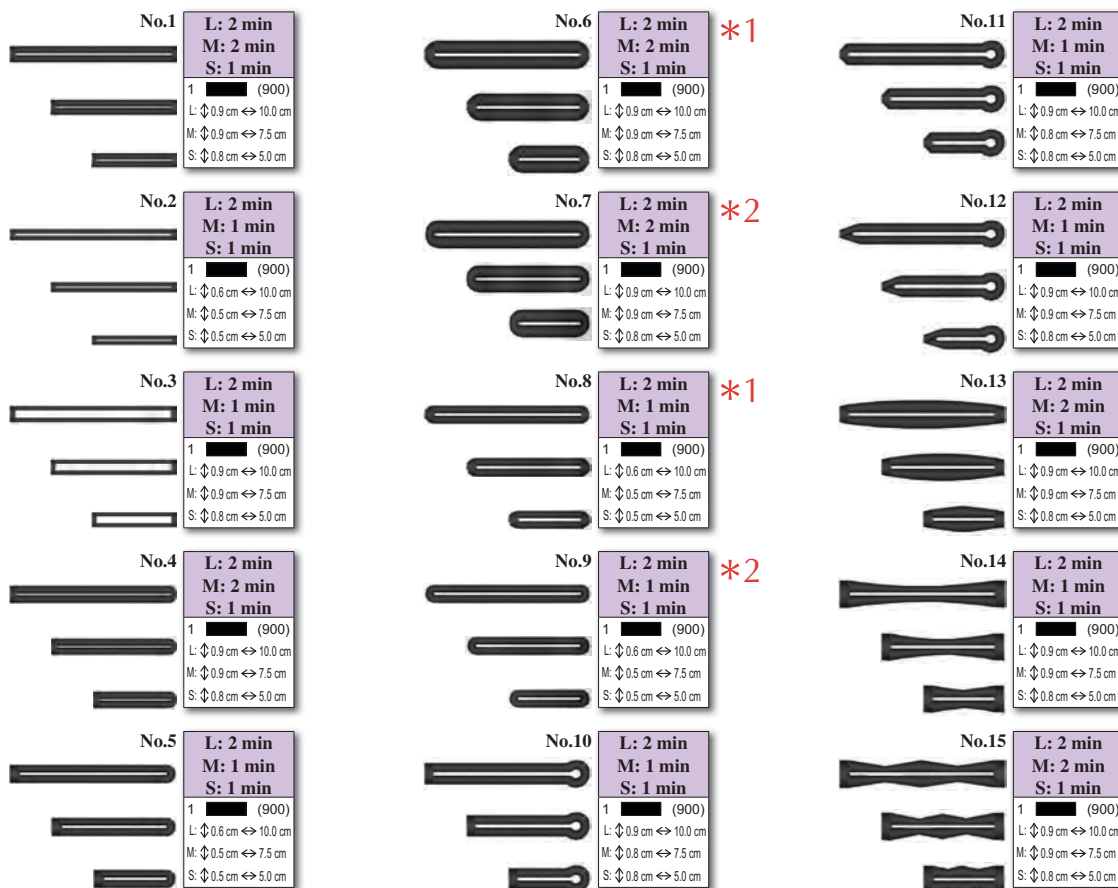 No.1
L: 2 min
M: 2 min
S: 1 min
1 (900)
L: ↕ 0.9 cm ↔ 10.0 cm
M: ↕ 0.9 cm ↔ 7.5 cm
S: ↕ 0.8 cm ↔ 5.0 cm
No.2
L: 2 min
M: 1 min
S: 1 min
1 (900)
L: ↕ 0.6 cm ↔ 10.0 cm
M: ↕ 0.5 cm ↔ 7.5 cm
S: ↕ 0.5 cm ↔ 5.0 cm
No.3
L: 2 min
M: 1 min
S: 1 min
1 (900)
L: ↕ 0.9 cm ↔ 10.0 cm
M: ↕ 0.9 cm ↔ 7.5 cm
S: ↕ 0.8 cm ↔ 5.0 cm
No.4
L: 2 min
M: 2 min
S: 1 min
1 (900)
L: ↕ 0.9 cm ↔ 10.0 cm
M: ↕ 0.9 cm ↔ 7.5 cm
S: ↕ 0.8 cm ↔ 5.0 cm
No.5
L: 2 min
M: 1 min
S: 1 min
1 (900)
L: ↕ 0.6 cm ↔ 10.0 cm
M: ↕ 0.5 cm ↔ 7.5 cm
S: ↕ 0.5 cm ↔ 5.0 cm
No.6
L: 2 min
M: 2 min
S: 1 min
*1
1 (900)
L: ↕ 0.9 cm ↔ 10.0 cm
M: ↕ 0.9 cm ↔ 7.5 cm
S: ↕ 0.8 cm ↔ 5.0 cm
No.7
L: 2 min
M: 2 min
S: 1 min
*2
1 (900)
L: ↕ 0.9 cm ↔ 10.0 cm
M: ↕ 0.9 cm ↔ 7.5 cm
S: ↕ 0.8 cm ↔ 5.0 cm
No.8
L: 2 min
M: 1 min
S: 1 min
*1
1 (900)
L: ↕ 0.6 cm ↔ 10.0 cm
M: ↕ 0.5 cm ↔ 7.5 cm
S: ↕ 0.5 cm ↔ 5.0 cm
No.9
L: 2 min
M: 1 min
S: 1 min
*2
1 (900)
L: ↕ 0.6 cm ↔ 10.0 cm
M: ↕ 0.5 cm ↔ 7.5 cm
S: ↕ 0.5 cm ↔ 5.0 cm
No.10
L: 2 min
M: 1 min
S: 1 min
1 (900)
L: ↕ 0.9 cm ↔ 10.0 cm
M: ↕ 0.8 cm ↔ 7.5 cm
S: ↕ 0.8 cm ↔ 5.0 cm
No.11
L: 2 min
M: 2 min
S: 1 min
1 (900)
L: ↕ 0.9 cm ↔ 10.0 cm
M: ↕ 0.8 cm ↔ 7.5 cm
S: ↕ 0.8 cm ↔ 5.0 cm
No.12
L: 2 min
M: 1 min
S: 1 min
1 (900)
L: ↕ 0.9 cm ↔ 10.0 cm
M: ↕ 0.9 cm ↔ 7.5 cm
S: ↕ 0.8 cm ↔ 5.0 cm
No.13
L: 2 min
M: 2 min
S: 1 min
1 (900)
L: ↕ 0.9 cm ↔ 10.0 cm
M: ↕ 0.9 cm ↔ 7.5 cm
S: ↕ 0.8 cm ↔ 5.0 cm
No.14
L: 2 min
M: 1 min
S: 1 min
1 (900)
L: ↕ 0.9 cm ↔ 10.0 cm
M: ↕ 0.9 cm ↔ 7.5 cm
S: ↕ 0.8 cm ↔ 5.0 cm
No.15
L: 2 min
M: 2 min
S: 1 min
1 (900)
L: ↕ 0.9 cm ↔ 10.0 cm
M: ↕ 0.9 cm ↔ 7.5 cm
S: ↕ 0.8 cm ↔ 5.0 cm